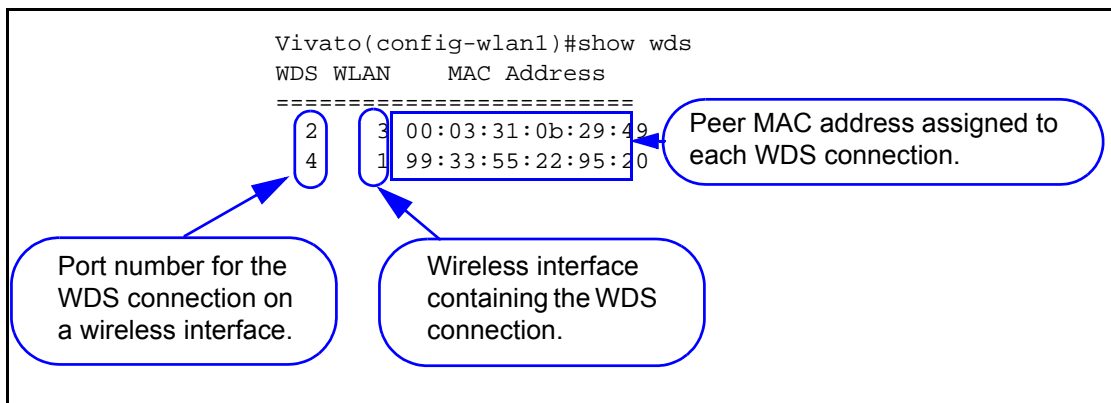 Vivato(config-wlan1)#show wds
WDS WLAN MAC Address
=========================
2 3 00:03:31:0b:29:49
4 1 99:33:55:22:95:20
Peer MAC address assigned to
each WDS connection.
Port number for the
WDS connection on
a wireless interface.
Wireless interface
containing the WDS
connection.